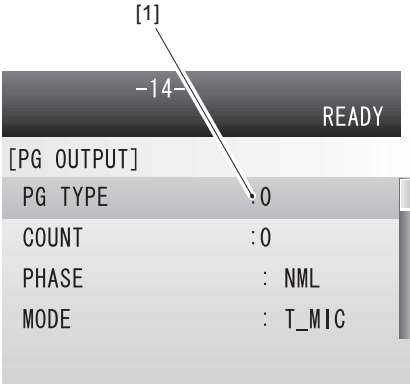 [1]
-14-
READY
[PG OUTPUT]
PG TYPE :0
COUNT :0
PHASE : NML
MODE : T_MIC